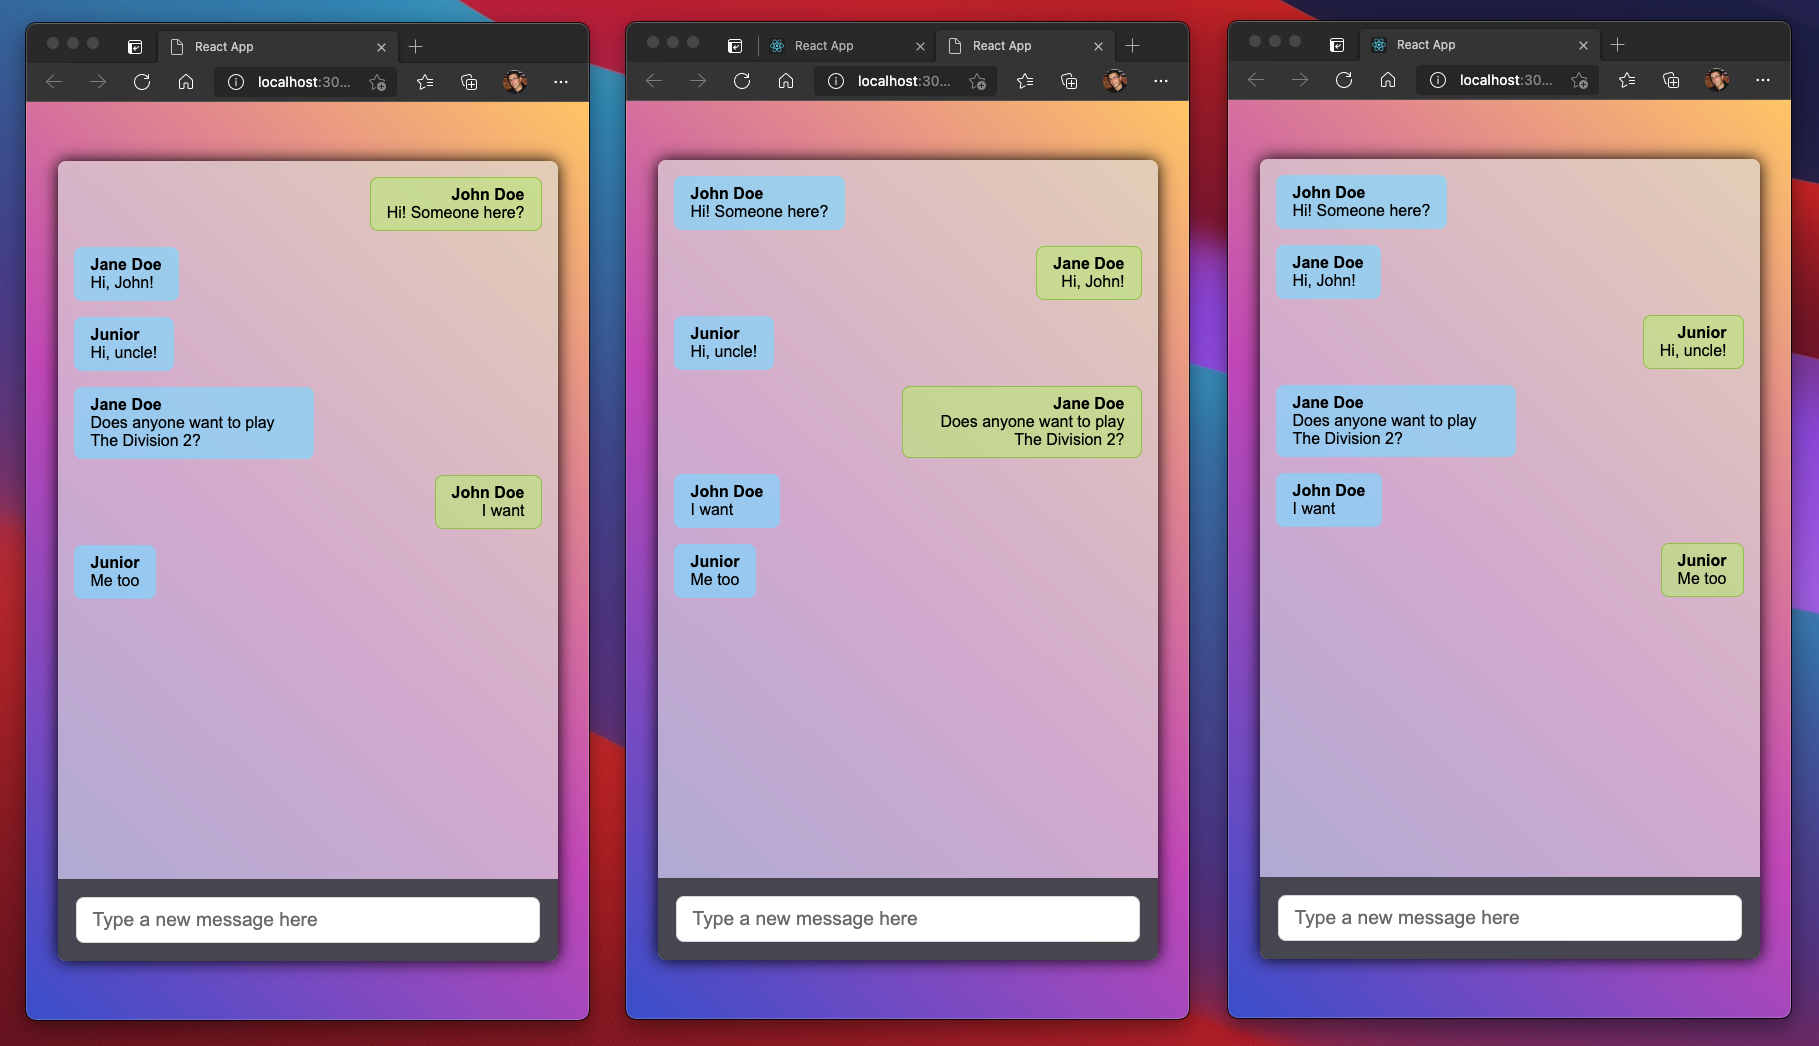 React App
localhost:30...
John Doe
Hi! Someone here?
Jane Doe
Hi, John!
Junior
Hi, uncle!
Jane Doe
Does anyone want to play
The Division 2?
John Doe
I want
Junior
Me too
Type a new message here
React App
React App
localhost:30...
John Doe
Hi! Someone here?
Jane Doe
Hi, John!
Junior
Hi, uncle!
Jane Doe
Does anyone want to play
The Division 2?
John Doe
I want
Junior
Me too
Type a new message here
React App
localhost:30...
John Doe
Hi! Someone here?
Jane Doe
Hi, John!
Junior
Hi, uncle!
Jane Doe
Does anyone want to play
The Division 2?
John Doe
I want
Junior
Me too
Type a new message here